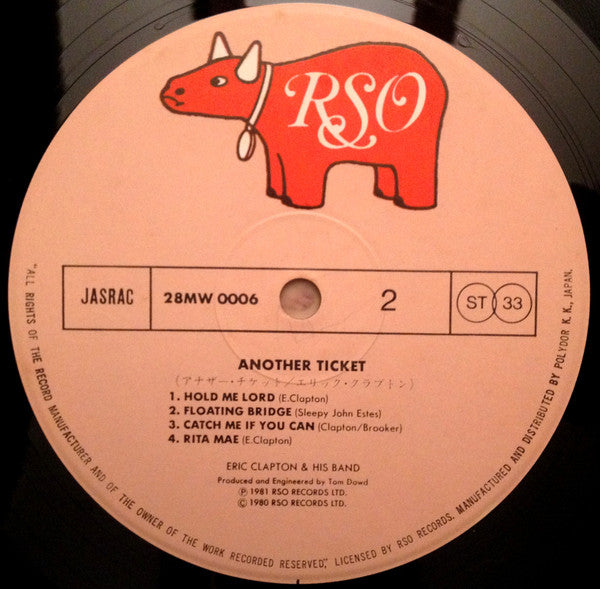 RSO
JASRAC
28MW 0006
2
ST 33
ANOTHER TICKET
(アナザー・チケット/エリック・クラプトン)
1. HOLD ME LORD (E.Clapton)
2. FLOATING BRIDGE (Sleepy John Estes)
3. CATCH ME IF YOU CAN (Clapton/Brooker)
4. RITA MAE (E.Clapton)
ERIC CLAPTON & HIS BAND
Produced and Engineered by Tom Dowd
℗ 1981 RSO RECORDS LTD.
© 1980 RSO RECORDS LTD.
"ALL RIGHTS OF THE RECORD MANUFACTURER AND OF THE OWNER OF THE WORK RECORDED RESERVED", LICENSED BY RSO RECORDS. MANUFACTURED AND DISTRIBUTED BY POLYDOR K. K., JAPAN.